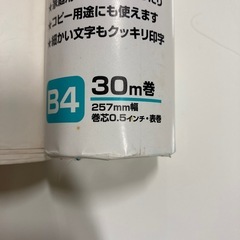 ★コピー用途にも使えます
★細かい文字もクッキリ印字
B4
30m巻
257mm幅
巻芯0.5インチ・表巻